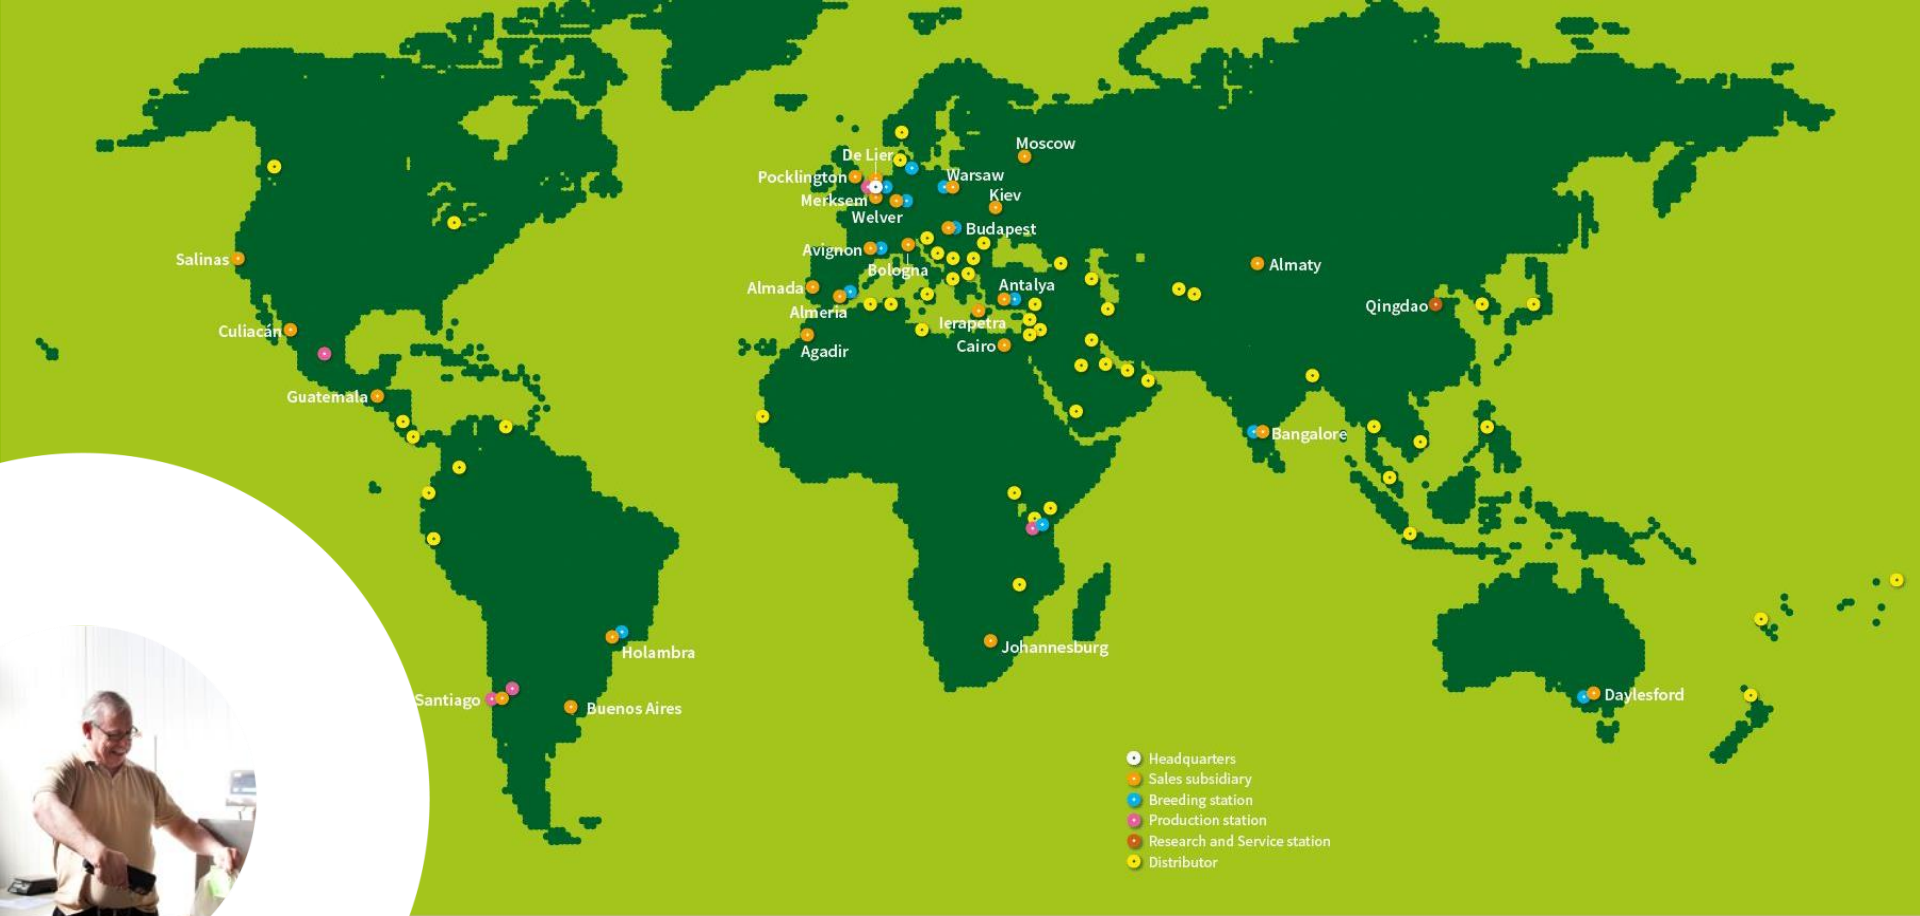 Moscow
De Lier
Pocklington
Warsaw
Kiev
Merksem
Welver
Budapest
Avignon
Bologna
Salinas
Almaty
Almada
Antalya
Qingdao
Almeria
Ierapetra
Culiacán
Agadir
Cairo
Guatemala
Bangalore
Holambra
Johannesburg
Santiago
Buenos Aires
Daylesford
Headquarters
Sales subsidiary
Breeding station
Production station
Research and Service station
Distributor